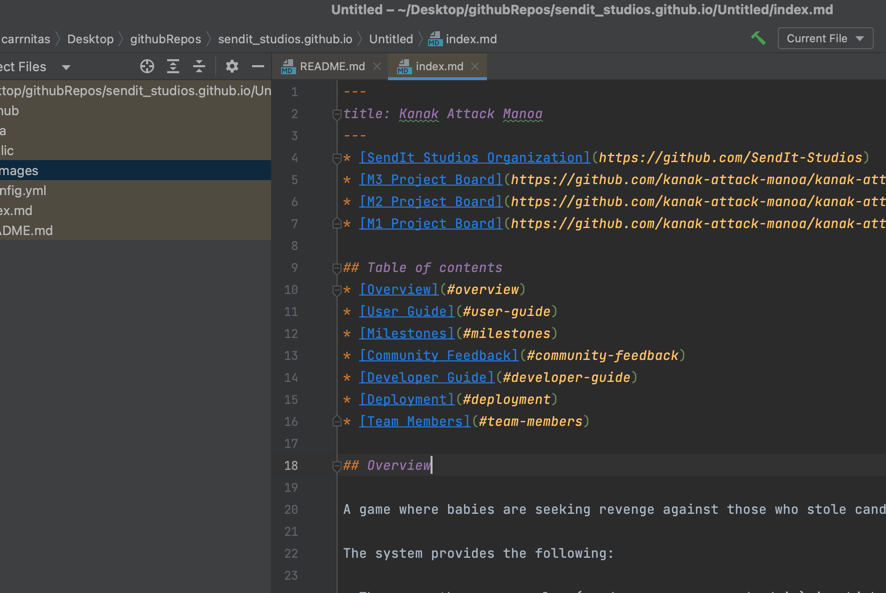 Untitled – ~/Desktop/githubRepos/sendit_studios.github.io/Untitled/index.md
carrnitas Desktop githubRepos sendit_studios.github.io Untitled index.md Current File
ect Files README.md index.md
ktop/githubRepos/sendit_studios.github.io/Un
1 ---
hub
2 title: Kanak Attack Manoa
a
3 ---
lic
4 * [SendIt Studios Organization](https://github.com/SendIt-Studios)
mages
5 * [M3 Project Board](https://github.com/kanak-attack-manoa/kanak-att
nfig.yml
6 * [M2 Project Board](https://github.com/kanak-attack-manoa/kanak-att
ex.md
7 * [M1 Project Board](https://github.com/kanak-attack-manoa/kanak-att
ADME.md
8
9 ## Table of contents
10 * [Overview](#overview)
11 * [User Guide](#user-guide)
12 * [Milestones](#milestones)
13 * [Community Feedback](#community-feedback)
14 * [Developer Guide](#developer-guide)
15 * [Deployment](#deployment)
16 * [Team Members](#team-members)
17
18 ## Overview
19
20 A game where babies are seeking revenge against those who stole cand
21
22 The system provides the following:
23